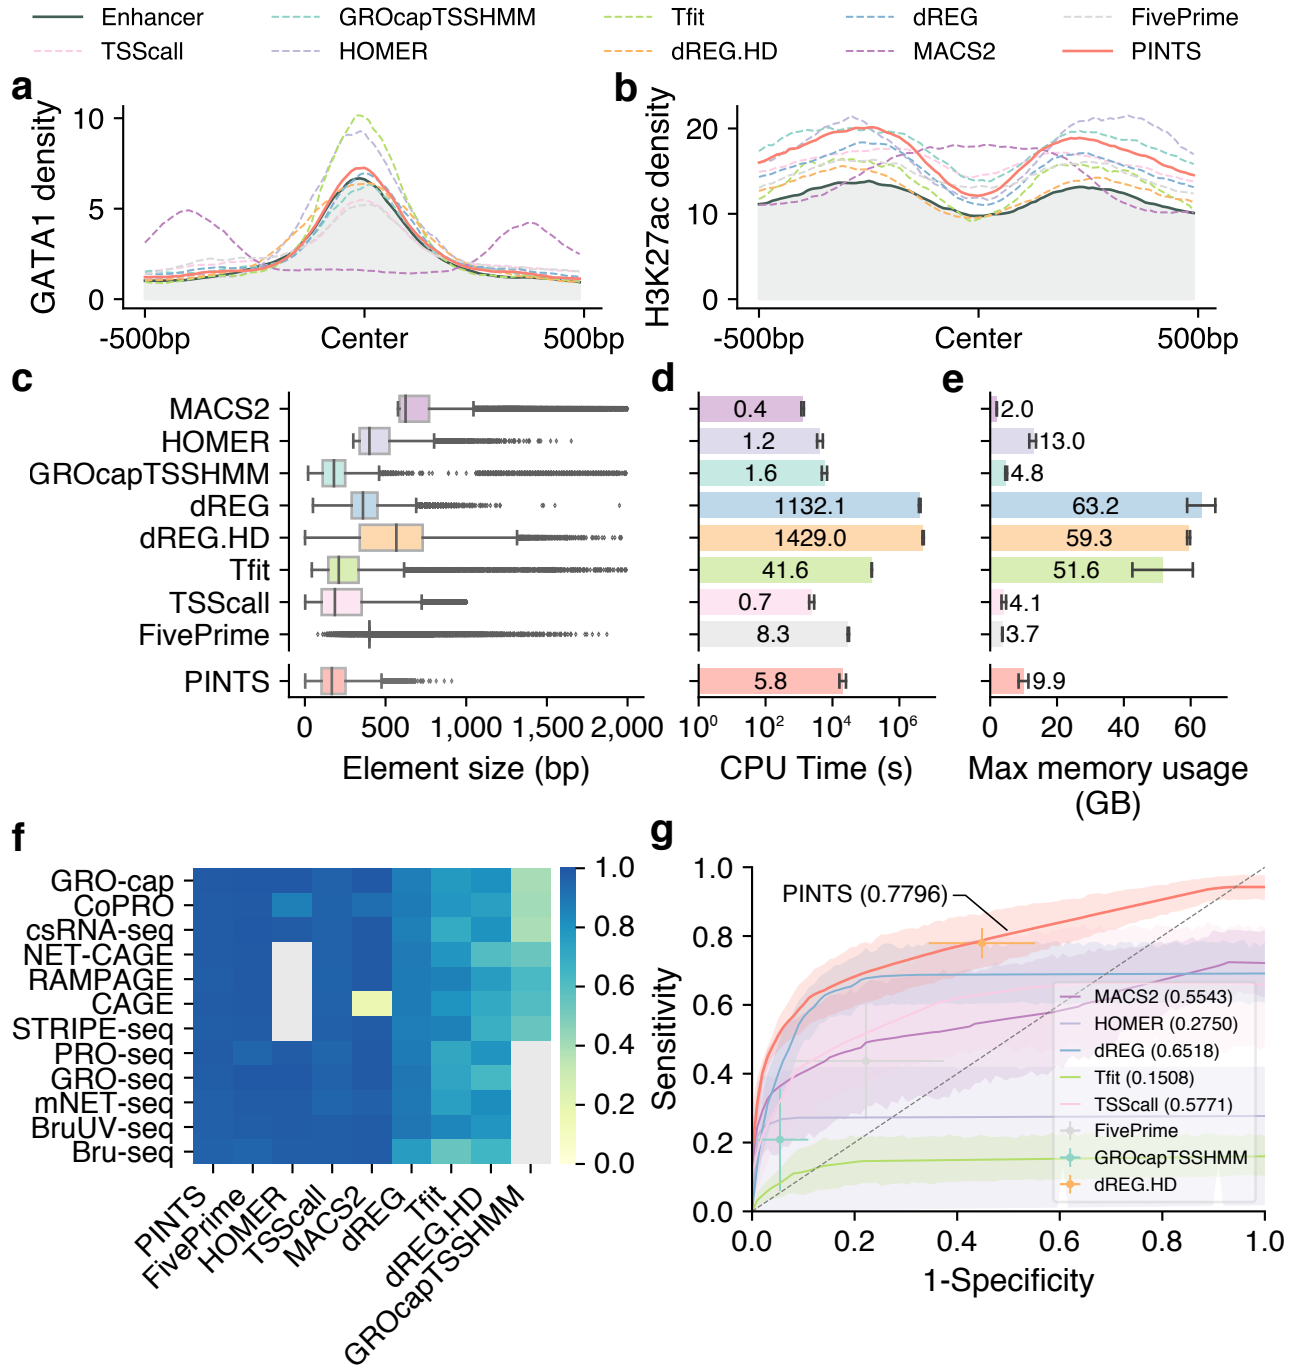 Enhancer GROcapTSSHMM Tfit dREG FivePrime
TSScall HOMER dREG.HD MACS2 PINTS
a
b
GATA1 density
10
5
0
-500bp Center 500bp
H3K27ac density
20
10
0
-500bp Center 500bp
c
MACS2
HOMER
GROcapTSSHMM
dREG
dREG.HD
Tfit
TSScall
FivePrime
PINTS
0 500 1,000 1,500 2,000
Element size (bp)
d
0.4
1.2
1.6
1132.1
1429.0
41.6
0.7
8.3
5.8
10⁰ 10² 10⁴ 10⁶
CPU Time (s)
e
2.0
13.0
4.8
63.2
59.3
51.6
4.1
3.7
9.9
0 20 40 60
Max memory usage
(GB)
f
GRO-cap
CoPRO
csRNA-seq
NET-CAGE
RAMPAGE
CAGE
STRIPE-seq
PRO-seq
GRO-seq
mNET-seq
BruUV-seq
Bru-seq
PINTS
FivePrime
HOMER
TSScall
MACS2
dREG
Tfit
dREG.HD
GROcapTSSHMM
1.0
0.8
0.6
0.4
0.2
0.0
g
Sensitivity
1.0
0.8
0.6
0.4
0.2
0.0
PINTS (0.7796)
MACS2 (0.5543)
HOMER (0.2750)
dREG (0.6518)
Tfit (0.1508)
TSScall (0.5771)
FivePrime
GROcapTSSHMM
dREG.HD
0.0 0.2 0.4 0.6 0.8 1.0
1-Specificity